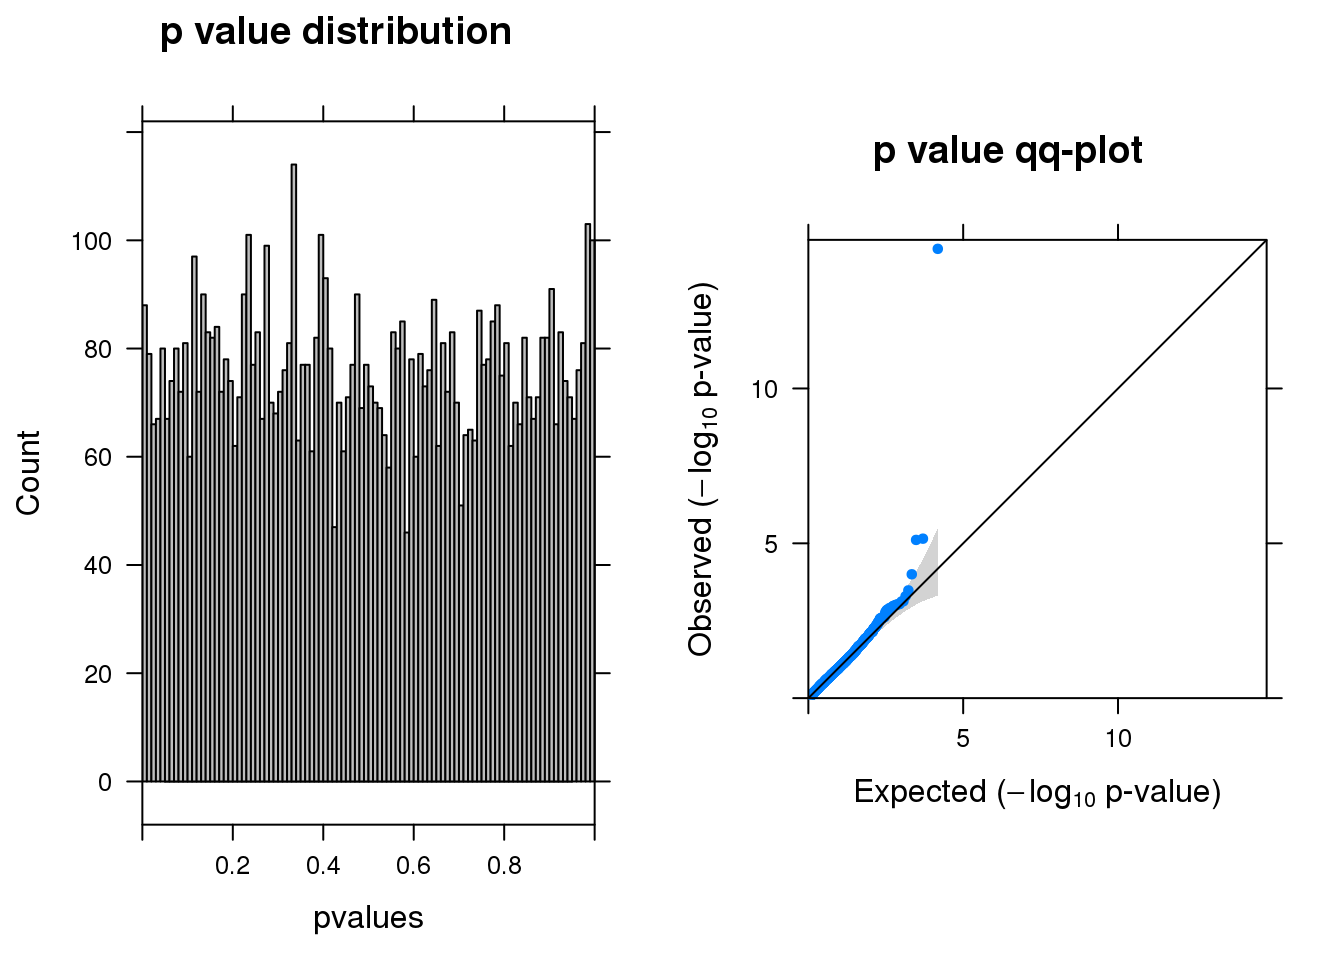 p value distribution
100
80
60
40
20
0
Count
0.2 0.4 0.6 0.8
pvalues
p value qq-plot
10
5
Observed (−log10 p-value)
5 10
Expected (−log10 p-value)